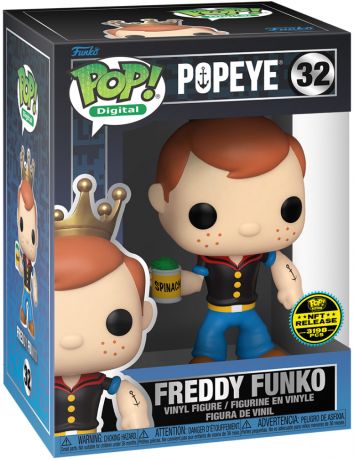 Funko
POP!
Digital
POPEYE
32
SPINACH
POP!
NFT
RELEASE
3198
PCS
32
FREDDY FUNKO
VINYL FIGURE / FIGURINE EN VINYLE
FIGURA DE VINIL